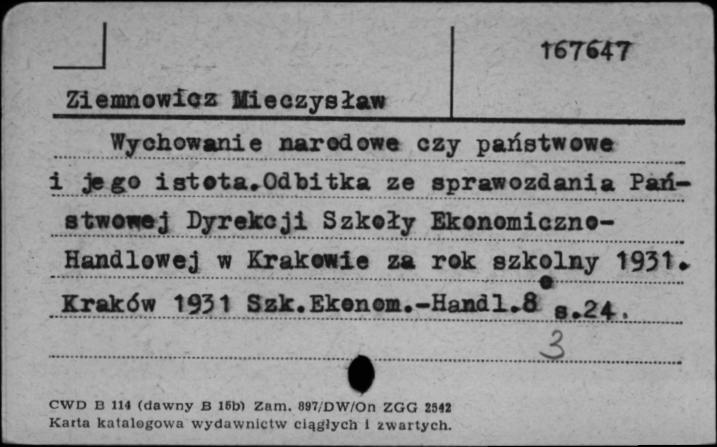 167647
Ziemnowicz Mieczysław
Wychowanie narodowe czy państwowe
i jego istota.Odbitka ze sprawozdania Pań-
stwowej Dyrekcji Szkoły Ekonomiczno-
Handlowej w Krakowie za rok szkolny 1931.
Kraków 1931 Szk.Ekonom.-Handl.8° s.24.
3
CWD B 114 (dawny B 15b) Zam. 897/DW/On ZGG 2542
Karta katalogowa wydawnictw ciągłych i zwartych.